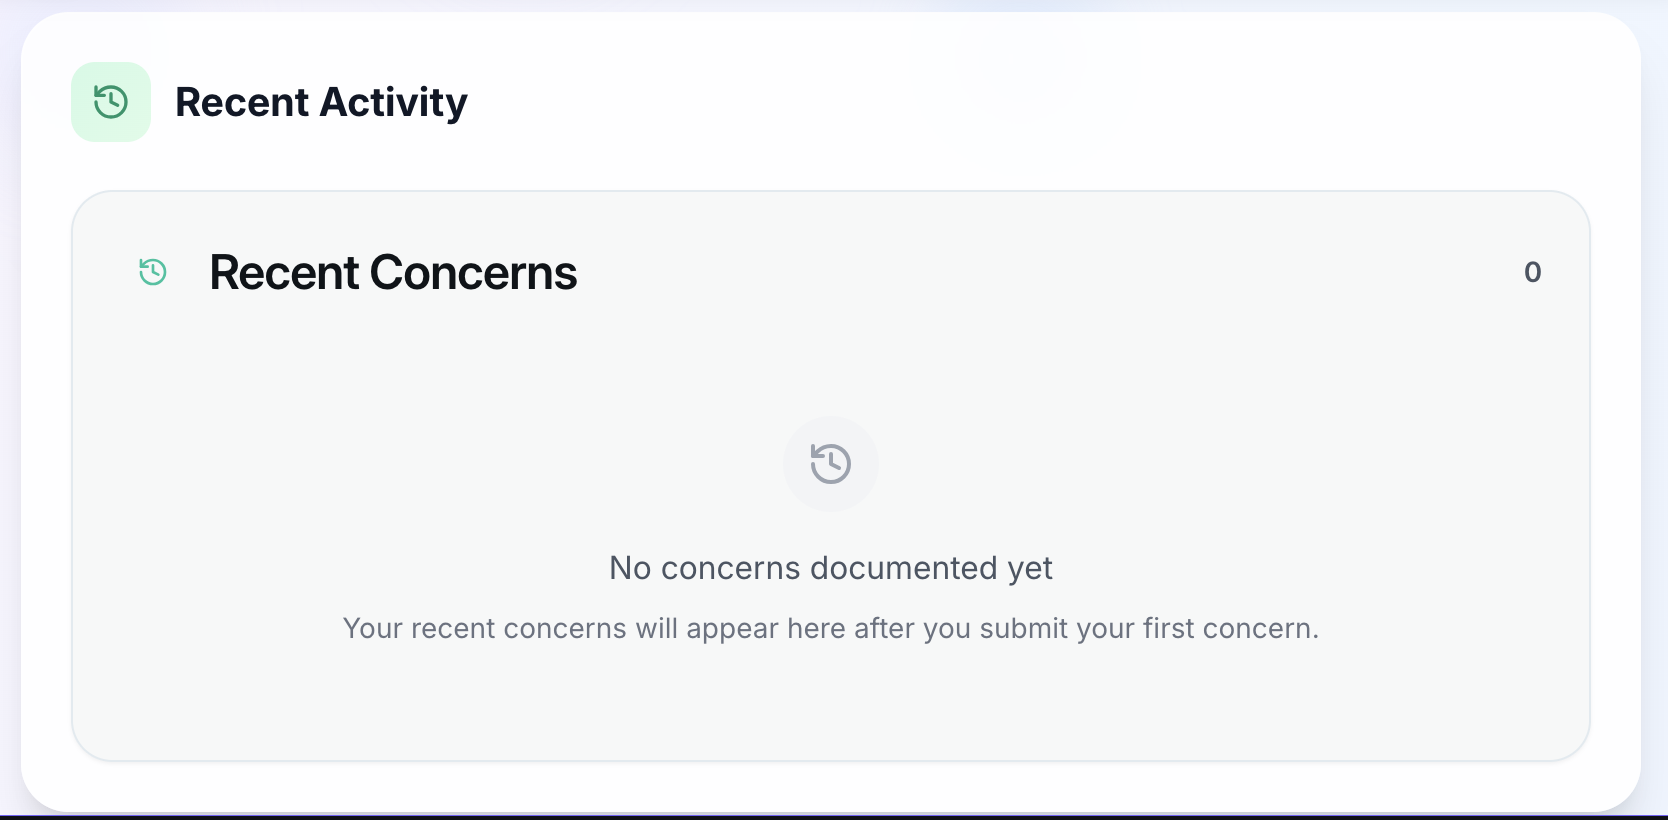 Recent Activity
Recent Concerns
0
No concerns documented yet
Your recent concerns will appear here after you submit your first concern.